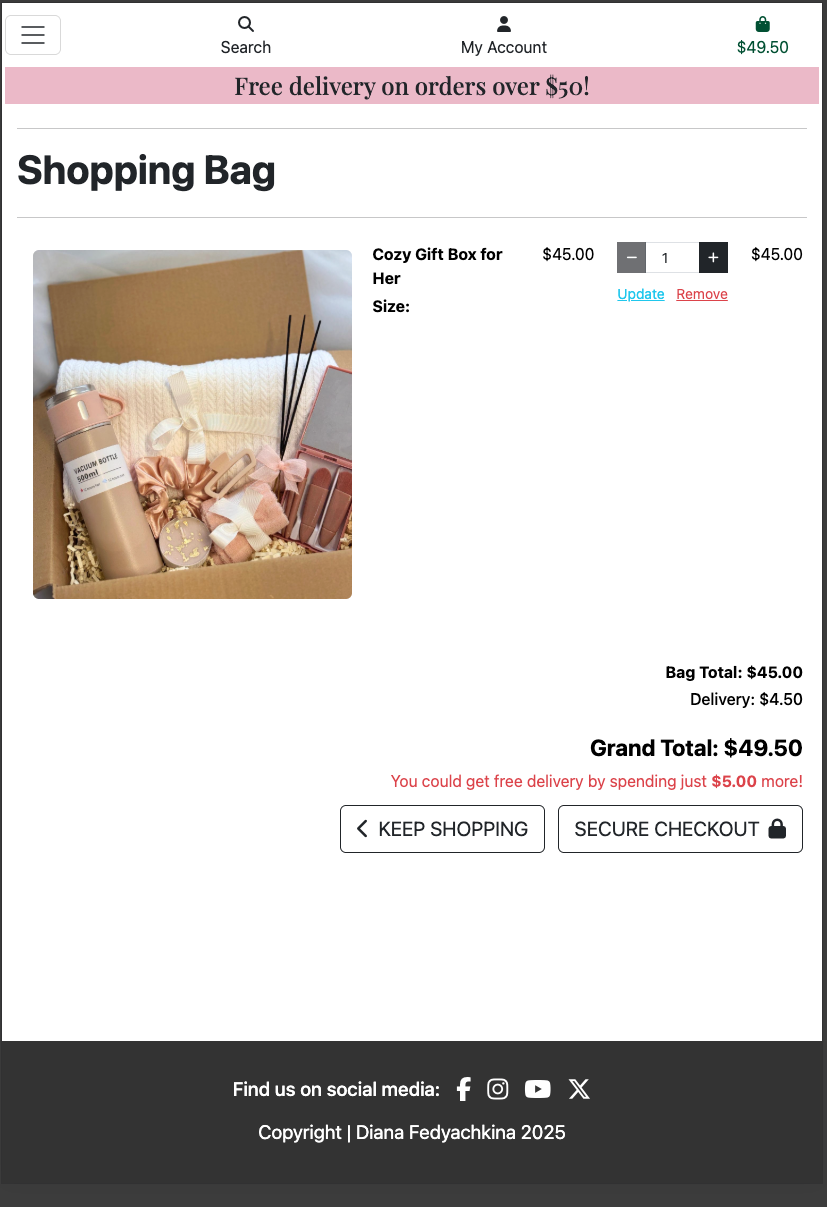 Search
My Account
$49.50
Free delivery on orders over $50!
Shopping Bag
Cozy Gift Box for
Her
Size:
$45.00
− 1 +
$45.00
Update Remove
VACUUM BOTTLE
500ml
Bag Total: $45.00
Delivery: $4.50
Grand Total: $49.50
You could get free delivery by spending just $5.00 more!
KEEP SHOPPING
SECURE CHECKOUT
Find us on social media:
Copyright | Diana Fedyachkina 2025